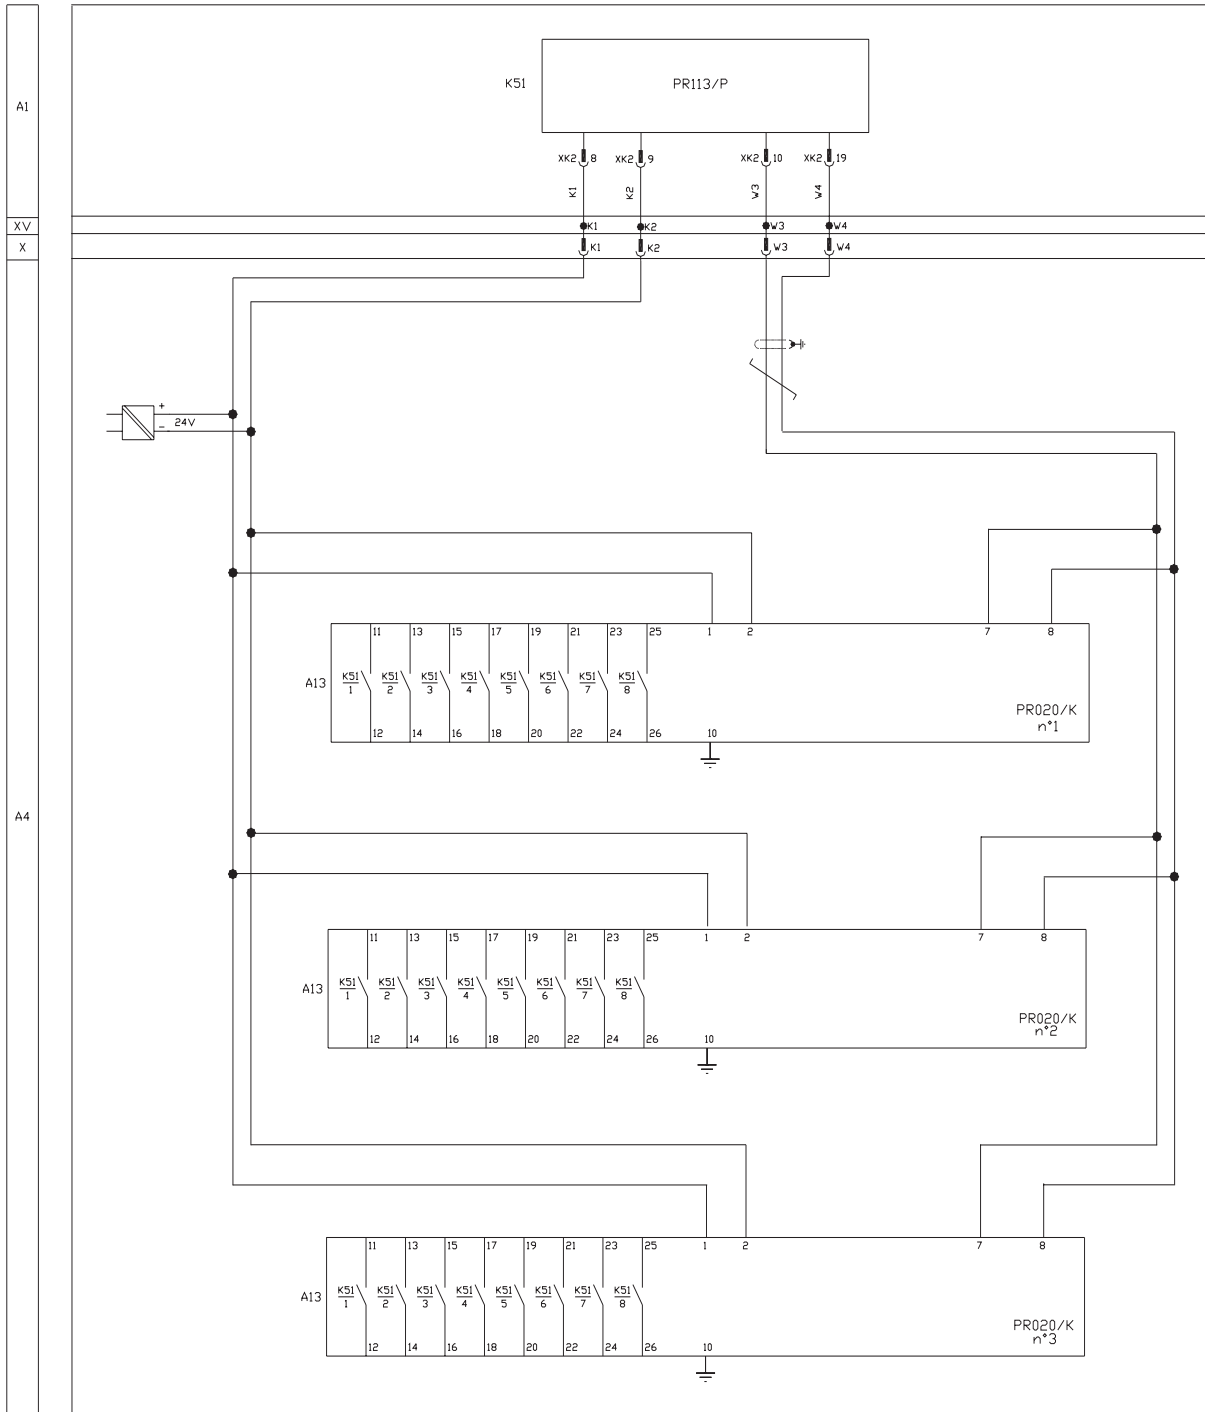 A1
K51 PR113/P
XK2 8 XK2 9 XK2 10 XK2 19
K1 K2 W3 W4
XV K1 K2 W3 W4
X K1 K2 W3 W4
+
24V
-
11 13 15 17 19 21 23 25 1 2 7 8
A13 K51 K51 K51 K51 K51 K51 K51 K51
1 2 3 4 5 6 7 8
PR020/K
n°1
12 14 16 18 20 22 24 26 10
A4
11 13 15 17 19 21 23 25 1 2 7 8
A13 K51 K51 K51 K51 K51 K51 K51 K51
1 2 3 4 5 6 7 8
PR020/K
n°2
12 14 16 18 20 22 24 26 10
11 13 15 17 19 21 23 25 1 2 7 8
A13 K51 K51 K51 K51 K51 K51 K51 K51
1 2 3 4 5 6 7 8
PR020/K
n°3
12 14 16 18 20 22 24 26 10